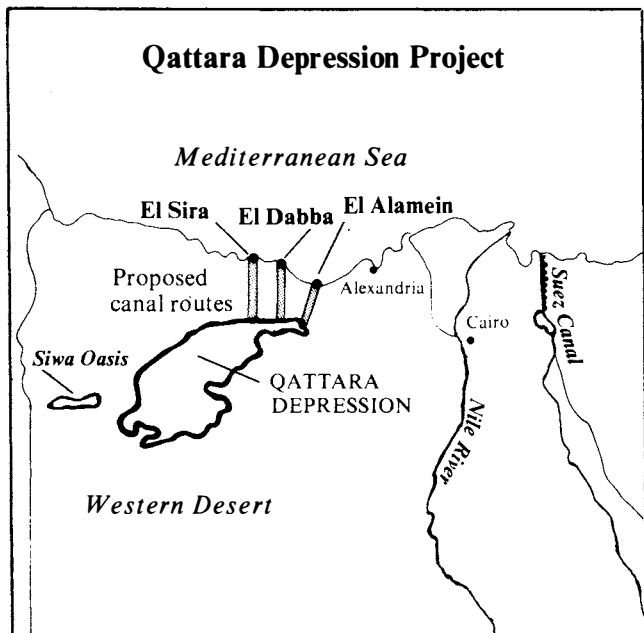 Qattara Depression Project
Mediterranean Sea
El Sira
El Dabba
El Alamein
Proposed
canal routes
Alexandria
Cairo
Suez Canal
Siwa Oasis
QATTARA
DEPRESSION
Nile River
Western Desert